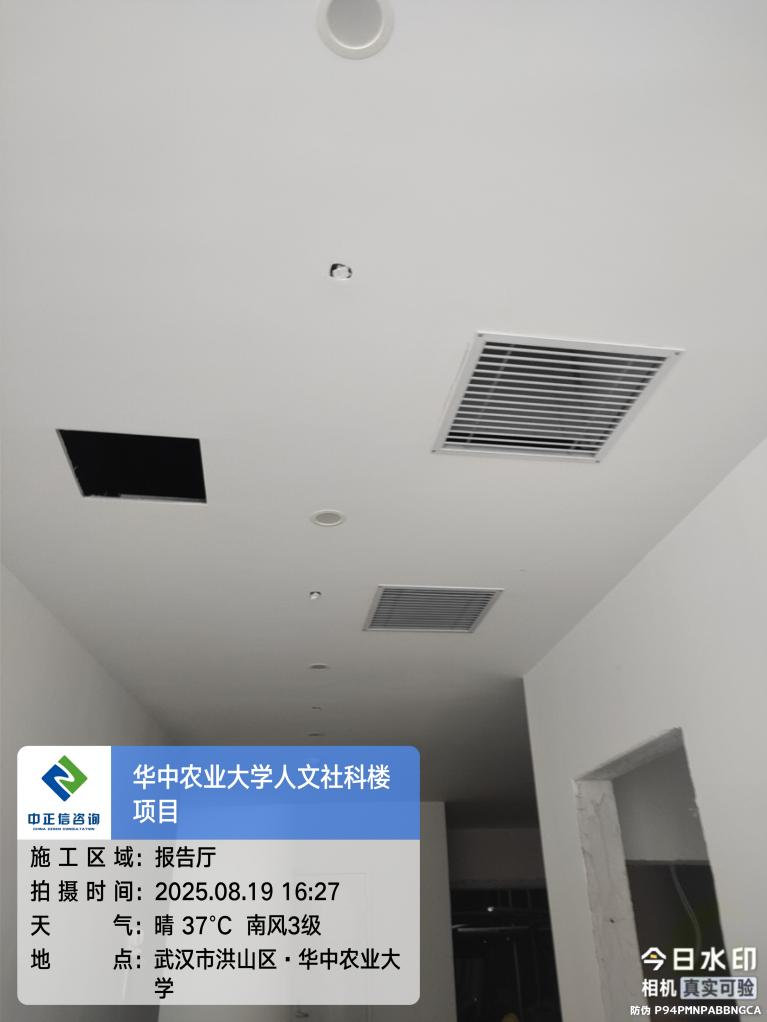 华中农业大学人文社科楼
项目
中正信咨询
施工区域：报告厅
拍摄时间：2025.08.19 16:27
天气：晴 37℃ 南风3级
地点：武汉市洪山区·华中农业大
学
今日水印
相机 真实可验
防伪 P94PMNPABBNGCA